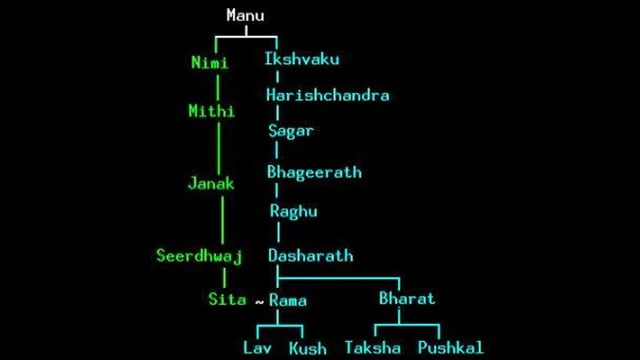 Manu
Nimi Ikshvaku
Mithi Harishchandra
Sagar
Janak Bhageerath
Raghu
Seerdhwaj Dasharath
Sita ~ Rama Bharat
Lav Kush Taksha Pushkal